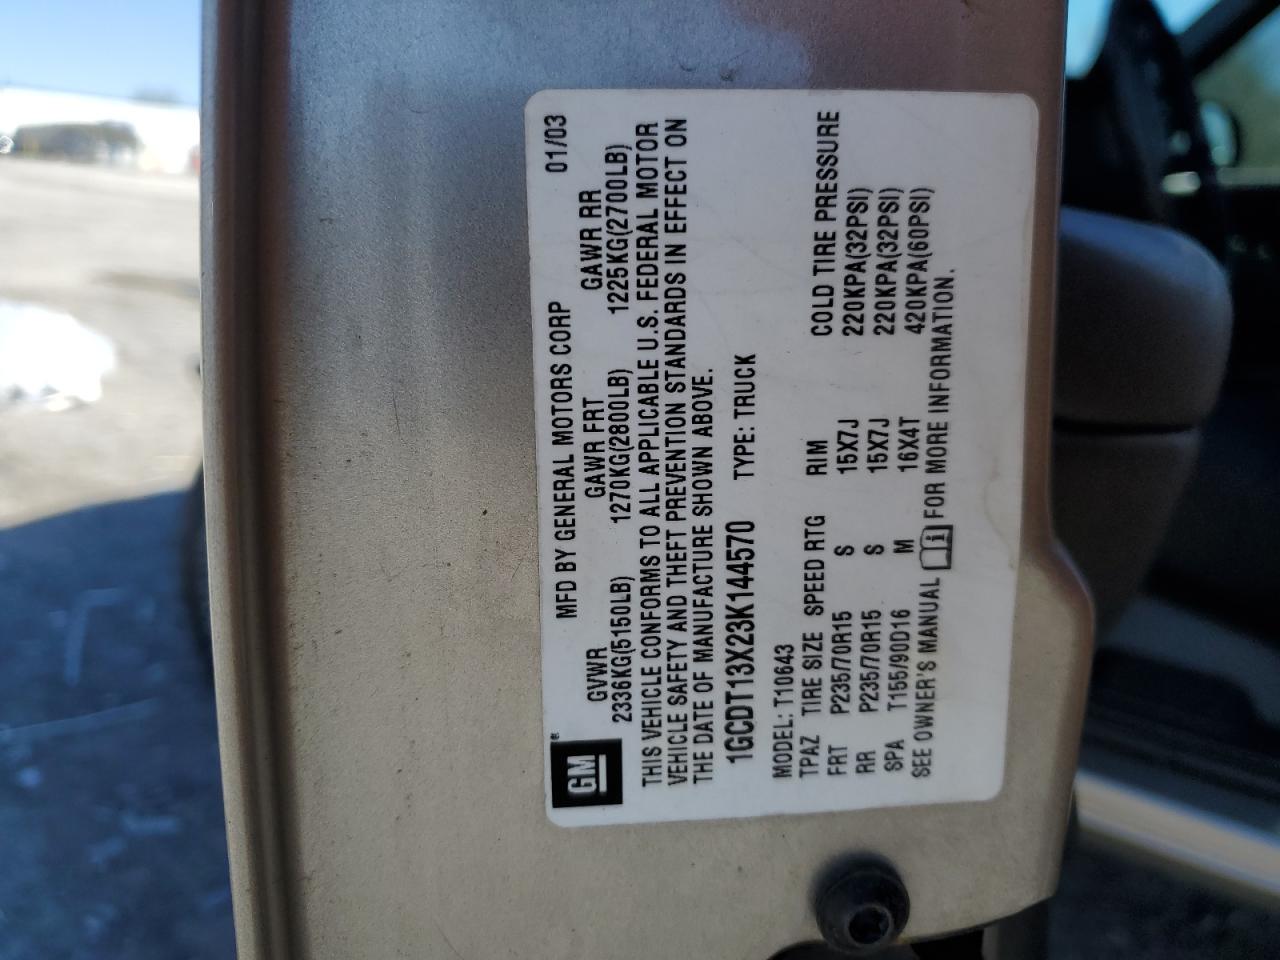 GM
MFD BY GENERAL MOTORS CORP 01/03
GVWR GAWR FRT GAWR RR
2336KG(5150LB) 1270KG(2800LB) 1225KG(2700LB)
THIS VEHICLE CONFORMS TO ALL APPLICABLE U.S. FEDERAL MOTOR
VEHICLE SAFETY AND THEFT PREVENTION STANDARDS IN EFFECT ON
THE DATE OF MANUFACTURE SHOWN ABOVE.
1GCDT13X23K144570 TYPE: TRUCK
MODEL: T10643
TPAZ TIRE SIZE SPEED RTG RIM COLD TIRE PRESSURE
FRT P235/70R15 S 15X7J 220KPA(32PSI)
RR P235/70R15 S 15X7J 220KPA(32PSI)
SPA T155/90D16 M 16X4T 420KPA(60PSI)
SEE OWNER'S MANUAL FOR MORE INFORMATION.